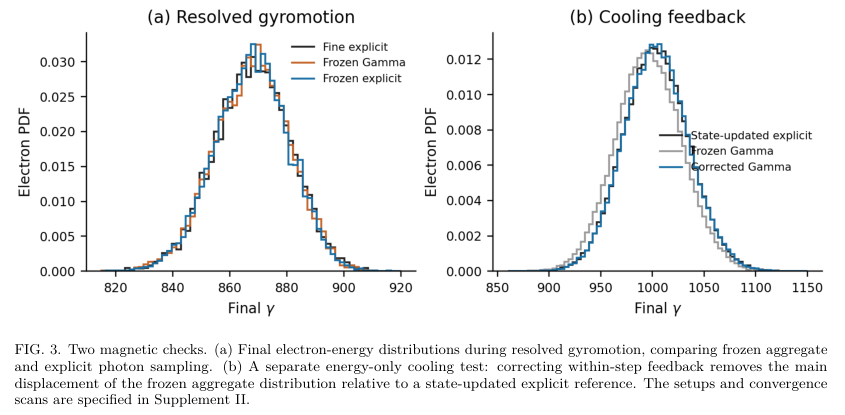 (a) Resolved gyromotion
Electron PDF
0.030
0.025
0.020
0.015
0.010
0.005
0.000
820 840 860 880 900 920
Final γ
Fine explicit
Frozen Gamma
Frozen explicit
(b) Cooling feedback
Electron PDF
0.012
0.010
0.008
0.006
0.004
0.002
0.000
850 900 950 1000 1050 1100 1150
Final γ
State-updated explicit
Frozen Gamma
Corrected Gamma
FIG. 3. Two magnetic checks. (a) Final electron-energy distributions during resolved gyromotion, comparing frozen aggregate
and explicit photon sampling. (b) A separate energy-only cooling test: correcting within-step feedback removes the main
displacement of the frozen aggregate distribution relative to a state-updated explicit reference. The setups and convergence
scans are specified in Supplement II.